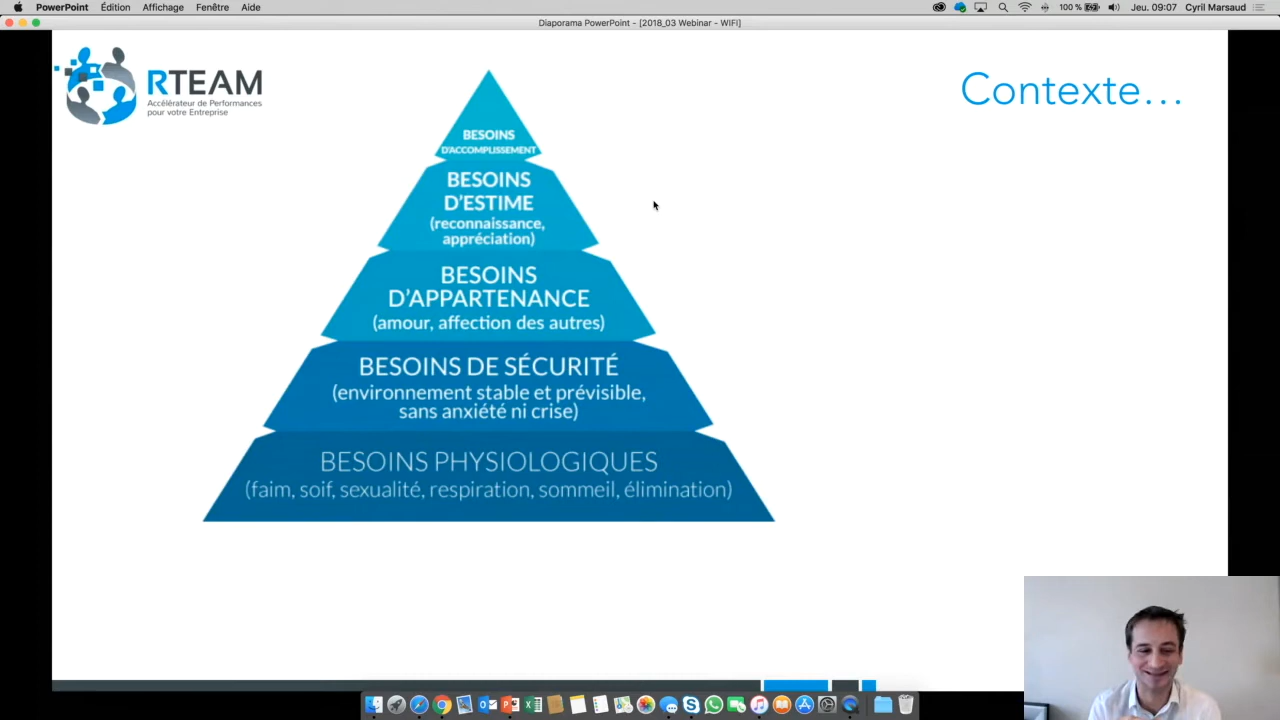 PowerPoint Édition Affichage Fenêtre Aide
100 % Jeu. 09:07 Cyril Marsaud
Diaporama PowerPoint - [2018_03 Webinar - WIFI]
RTEAM
Accélérateur de Performances
pour votre Entreprise
Contexte…
BESOINS
D'ACCOMPLISSEMENT
BESOINS
D'ESTIME
(reconnaissance,
appréciation)
BESOINS
D'APPARTENANCE
(amour, affection des autres)
BESOINS DE SÉCURITÉ
(environnement stable et prévisible,
sans anxiété ni crise)
BESOINS PHYSIOLOGIQUES
(faim, soif, sexualité, respiration, sommeil, élimination)